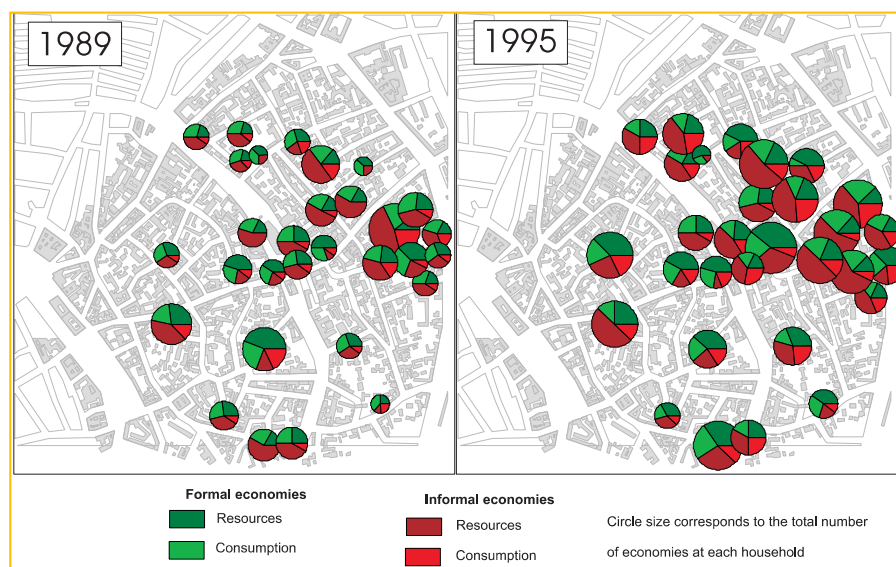 1989
1995
Formal economies
Resources
Consumption
Informal economies
Resources
Consumption
Circle size corresponds to the total number
of economies at each household